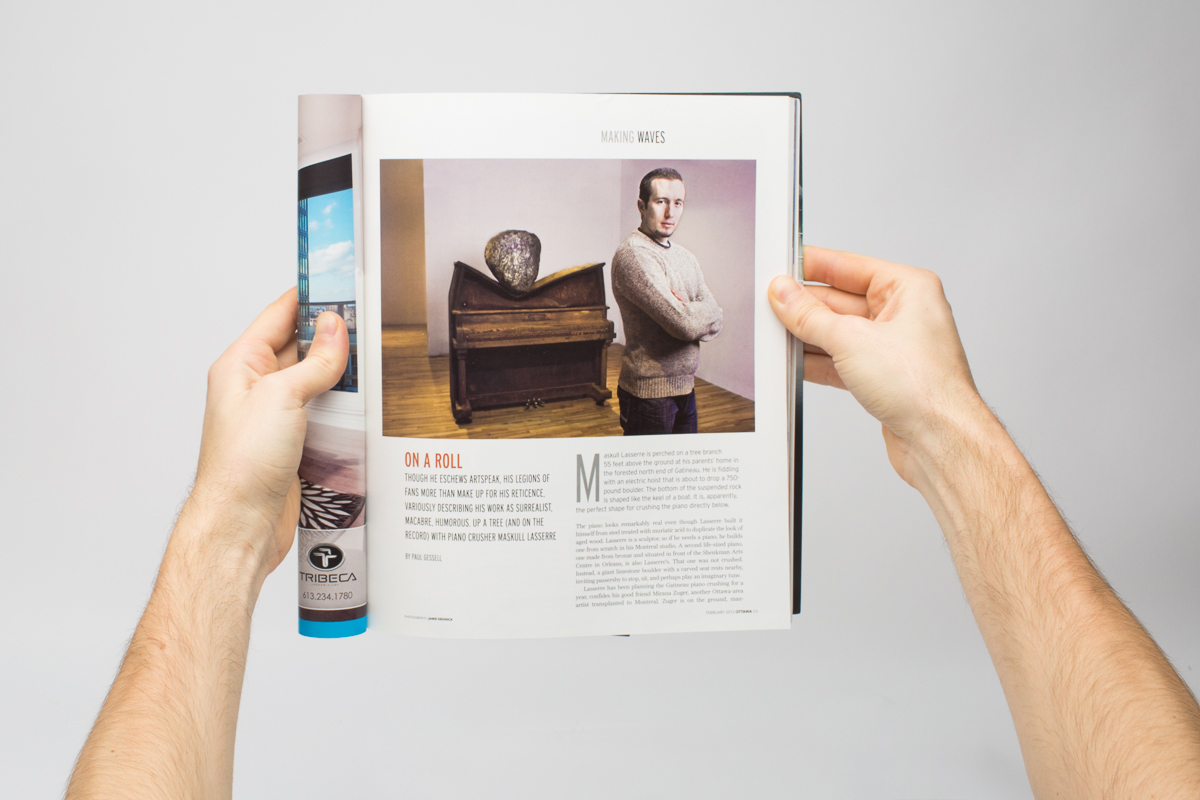 MAKING WAVES
ON A ROLL
THOUGH HE ESCHEWS ARTSPEAK, HIS LEGIONS OF
FANS MORE THAN MAKE UP FOR HIS RETICENCE,
VARIOUSLY DESCRIBING HIS WORK AS SURREALIST,
MACABRE, HUMOROUS. UP A TREE (AND ON THE
RECORD) WITH PIANO CRUSHER MASKULL LASSERRE
BY PAUL GESSELL
Maskull Lasserre is perched on a tree branch
55 feet above the ground at his parents' home in
the forested north end of Gatineau. He is fiddling
with an electric hoist that is about to drop a 750-
pound boulder. The bottom of the suspended rock
is shaped like the keel of a boat. It is, apparently,
the perfect shape for crushing the piano directly below.
The piano looks remarkably real even though Lasserre built it
himself from steel treated with muriatic acid to duplicate the look of
aged wood. Lasserre is a sculptor, so if he needs a piano, he builds
one from scratch in his Montreal studio. A second life-sized piano,
one made from bronze and situated in front of the Shenkman Arts
Centre in Orléans, is also Lasserre's. That one was not crushed.
Instead, a giant limestone boulder with a carved seat rests nearby,
inviting passersby to stop, sit, and perhaps play an imaginary tune.
Lasserre has been planning the Gatineau piano crushing for a
year, confides his good friend Mirana Zuger, another Ottawa-area
artist transplanted to Montreal. Zuger is on the ground, man-
FEBRUARY OTTAWA
TRIBECA
613.234.1780